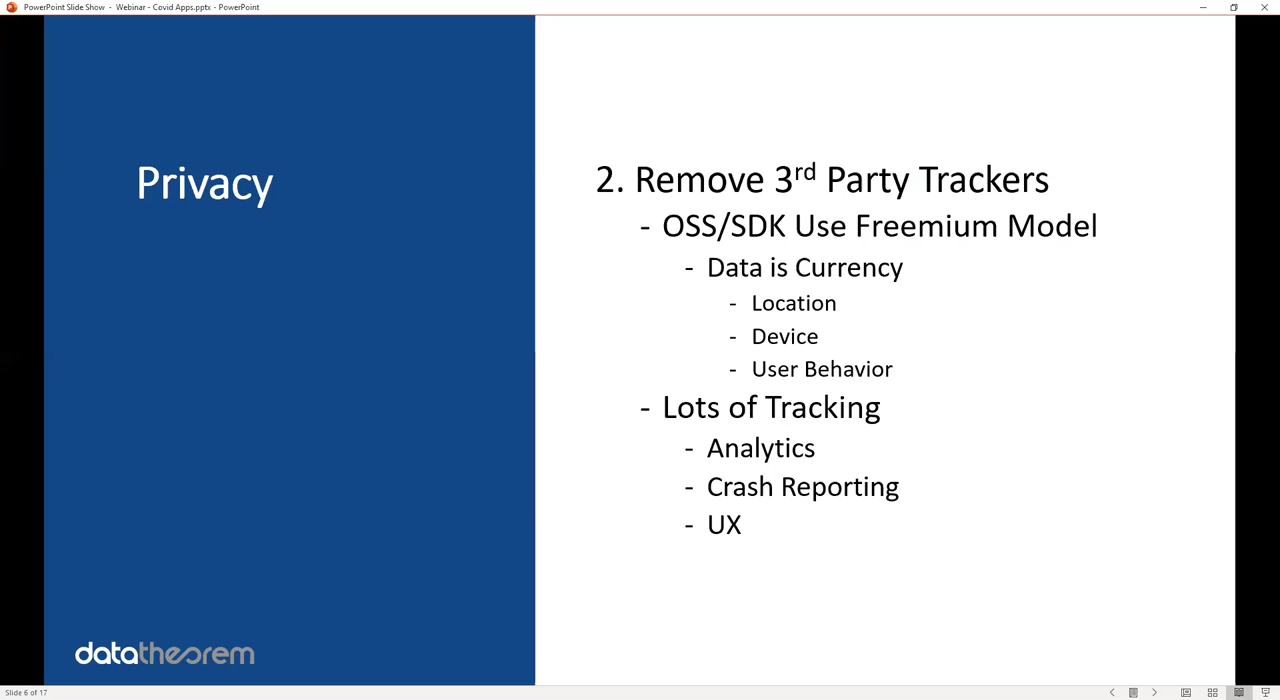 PowerPoint Slide Show - Webinar - Covid Apps.pptx - PowerPoint
Privacy
2. Remove 3rd Party Trackers
- OSS/SDK Use Freemium Model
- Data is Currency
- Location
- Device
- User Behavior
- Lots of Tracking
- Analytics
- Crash Reporting
- UX
datatheorem
Slide 6 of 17